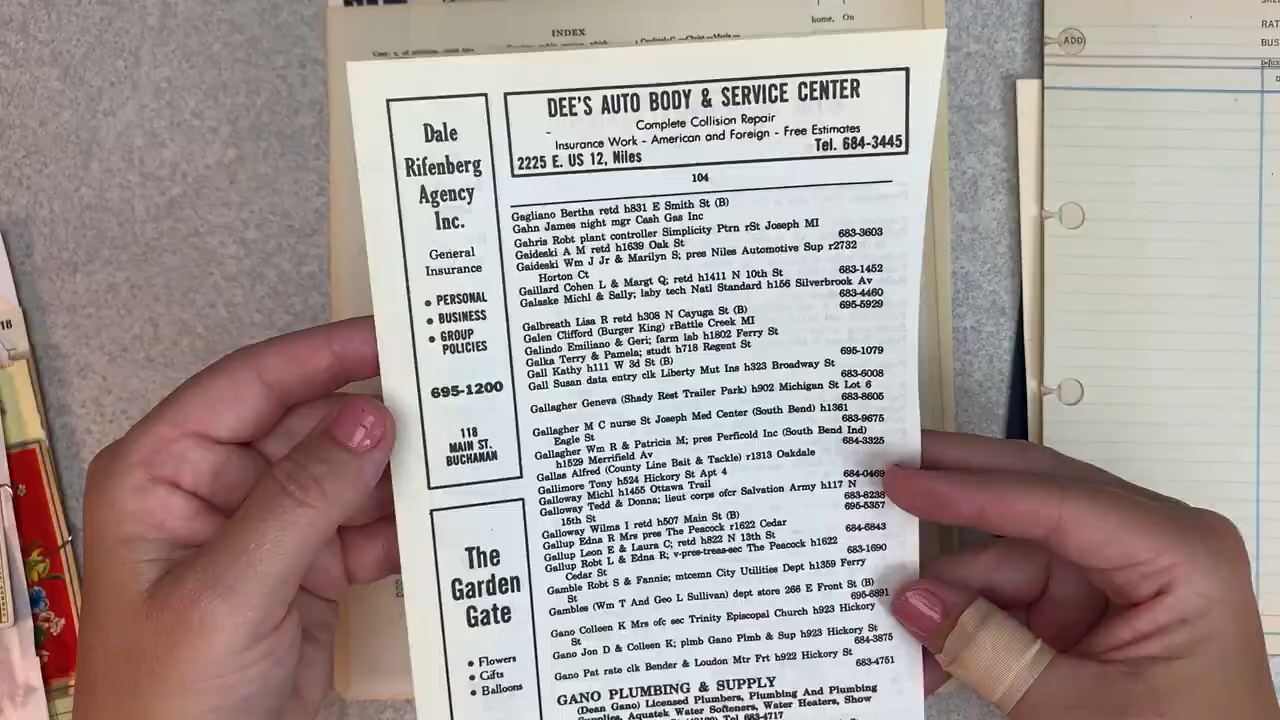 home, On
INDEX
ADD
RAT
BUS
18
Dale
Rifenberg
Agency
Inc.
General
Insurance
• PERSONAL
• BUSINESS
• GROUP
POLICIES
695-1200
118
MAIN ST.
BUCHANAN
The
Garden
Gate
• Flowers
• Gifts
• Balloons
DEE'S AUTO BODY & SERVICE CENTER
Complete Collision Repair
Insurance Work - American and Foreign - Free Estimates
2225 E. US 12, Niles Tel. 684-3445
104
Gagliano Bertha retd h831 E Smith St (B)
Gahn James night mgr Cash Gas Inc
Gahris Robt plant controller Simplicity Ptrn rSt Joseph MI
Gaideski A M retd h1639 Oak St 683-3603
Gaideski Wm J Jr & Marilyn S; pres Niles Automotive Sup r2732
Horton Ct
Gaillard Cohen L & Margt Q; retd h1411 N 10th St 683-1452
Galaske Michl & Sally; laby tech Natl Standard h156 Silverbrook Av
683-4460
Galbreath Lisa R retd h308 N Cayuga St (B) 695-5929
Galen Clifford (Burger King) rBattle Creek MI
Galindo Emiliano & Geri; farm lab h1802 Ferry St
Galka Terry & Pamela; studt h718 Regent St
Gall Kathy h111 W 3d St (B) 695-1079
Gall Susan data entry clk Liberty Mut Ins h323 Broadway St
683-6008
Gallagher Geneva (Shady Rest Trailer Park) h902 Michigan St Lot 6
683-8605
Gallagher M C nurse St Joseph Med Center (South Bend) h1361
Eagle St 683-9675
Gallagher Wm R & Patricia M; pres Perficold Inc (South Bend Ind)
h1529 Merrifield Av 684-3325
Gallas Alfred (County Line Bait & Tackle) r1313 Oakdale
Gallimore Tony h524 Hickory St Apt 4
Galloway Michl h1455 Ottawa Trail 684-0469
Galloway Tedd & Donna; lieut corps ofcr Salvation Army h117 N
15th St 683-8238
Galloway Wilma I retd h507 Main St (B) 695-5357
Gallup Edna R Mrs pres The Peacock r1622 Cedar
Gallup Leon E & Laura C; retd h822 N 13th St 684-6843
Gallup Robt L & Edna R; v-pres-treas-sec The Peacock h1622
Cedar St 683-1690
Gamble Robt S & Fannie; mtcemn City Utilities Dept h1359 Ferry
St
Gambles (Wm T And Geo L Sullivan) dept store 266 E Front St (B)
695-6891
Gano Colleen K Mrs ofc sec Trinity Episcopal Church h923 Hickory
St
Gano Jon D & Colleen K; plmb Gano Plmb & Sup h923 Hickory St
684-3875
Gano Pat rate clk Bender & Loudon Mtr Frt h922 Hickory St
683-4751
GANO PLUMBING & SUPPLY
(Dean Gano) Licensed Plumbers, Plumbing And Plumbing
Supplies, Aquatek Water Softeners, Water Heaters, Show
Tel 683-4717